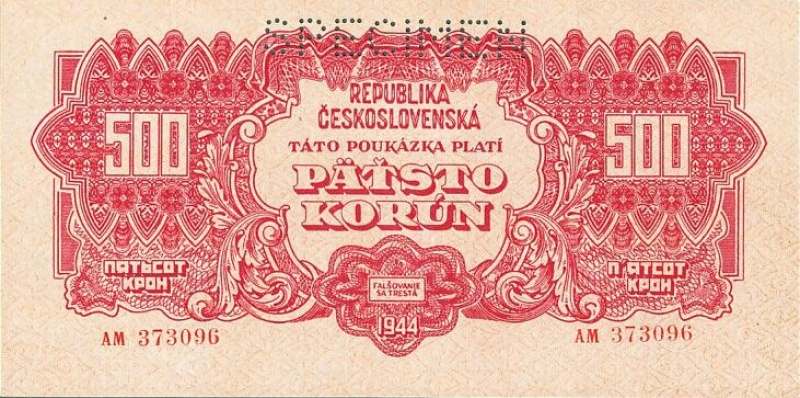 SPECIMEN
REPUBLIKA
ČESKOSLOVENSKÁ
TÁTO POUKÁZKA PLATÍ
500
PÄŤSTO
KORÚN
500
ПЯТЬСОТ
КРОН
FALŠOVANIE
SA TRESTÁ
П'ЯТСОТ
КРОН
1944
AM 373096
AM 373096